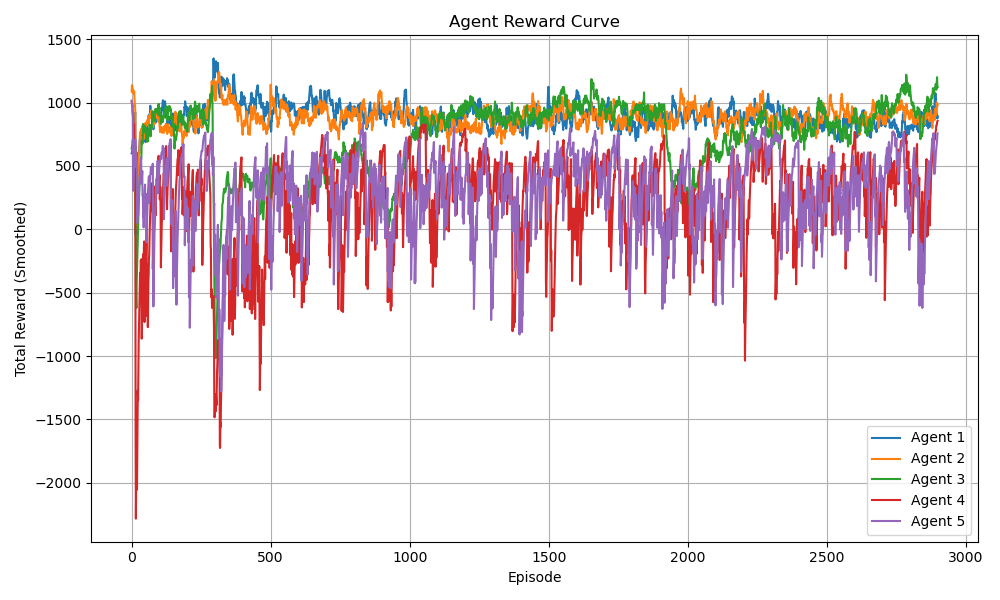 Agent Reward Curve
1500
1000
500
0
−500
−1000
−1500
−2000
Total Reward (Smoothed)
0 500 1000 1500 2000 2500 3000
Episode
Agent 1
Agent 2
Agent 3
Agent 4
Agent 5